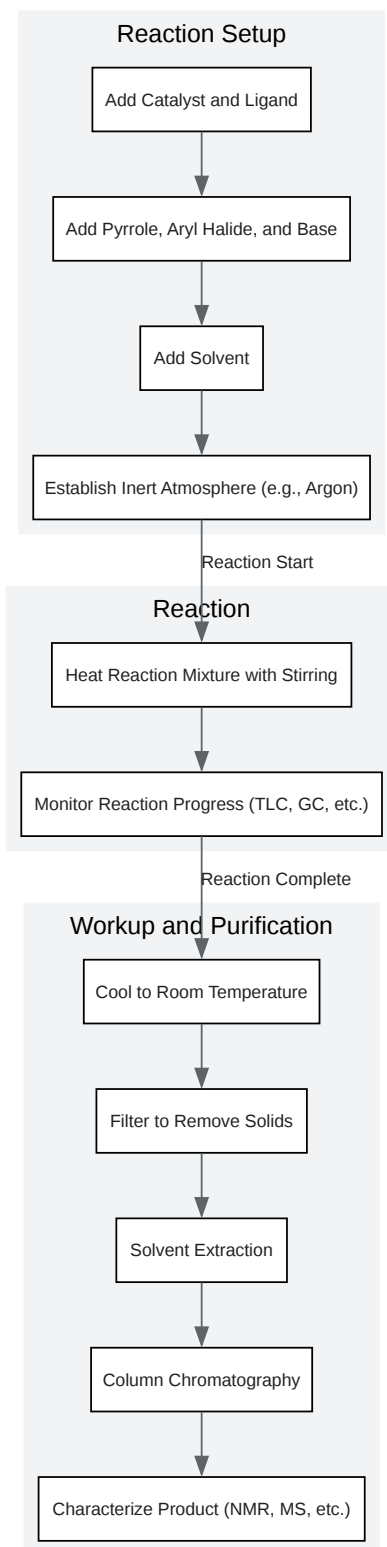 Reaction Setup
Add Catalyst and Ligand
Add Pyrrole, Aryl Halide, and Base
Add Solvent
Establish Inert Atmosphere (e.g., Argon)
Reaction Start
Reaction
Heat Reaction Mixture with Stirring
Monitor Reaction Progress (TLC, GC, etc.)
Reaction Complete
Workup and Purification
Cool to Room Temperature
Filter to Remove Solids
Solvent Extraction
Column Chromatography
Characterize Product (NMR, MS, etc.)